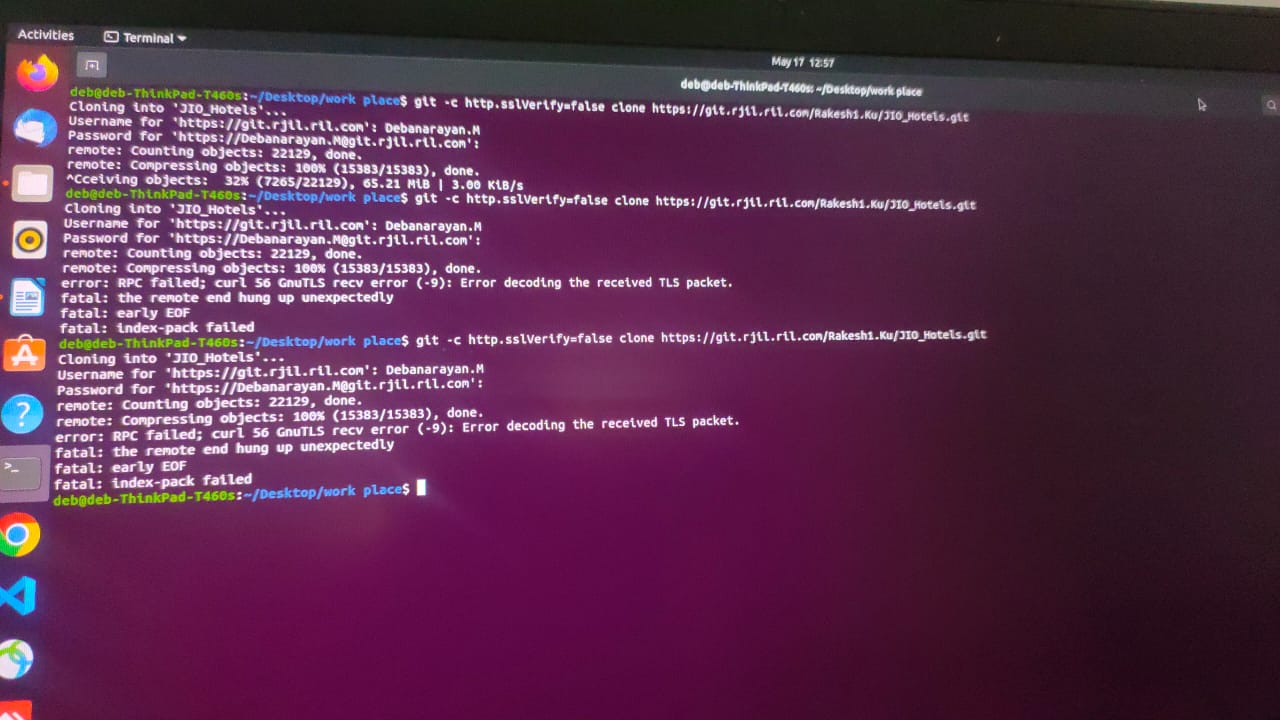 Activities
Terminal
May 17 12:57
deb@deb-ThinkPad-T460s: ~/Desktop/work place
deb@deb-ThinkPad-T460s:~/Desktop/work place$ git -c http.sslVerify=false clone https://git.rjil.ril.com/Rakesh1.Ku/JIO_Hotels.git
Cloning into 'JIO_Hotels'...
Username for 'https://git.rjil.ril.com': Debanarayan.M
Password for 'https://Debanarayan.M@git.rjil.ril.com':
remote: Counting objects: 22129, done.
remote: Compressing objects: 100% (15383/15383), done.
^Cceiving objects:  32% (7265/22129), 65.21 MiB | 3.00 KiB/s
deb@deb-ThinkPad-T460s:~/Desktop/work place$ git -c http.sslVerify=false clone https://git.rjil.ril.com/Rakesh1.Ku/JIO_Hotels.git
Cloning into 'JIO_Hotels'...
Username for 'https://git.rjil.ril.com': Debanarayan.M
Password for 'https://Debanarayan.M@git.rjil.ril.com':
remote: Counting objects: 22129, done.
remote: Compressing objects: 100% (15383/15383), done.
error: RPC failed; curl 56 GnuTLS recv error (-9): Error decoding the received TLS packet.
fatal: the remote end hung up unexpectedly
fatal: early EOF
fatal: index-pack failed
deb@deb-ThinkPad-T460s:~/Desktop/work place$ git -c http.sslVerify=false clone https://git.rjil.ril.com/Rakesh1.Ku/JIO_Hotels.git
Cloning into 'JIO_Hotels'...
Username for 'https://git.rjil.ril.com': Debanarayan.M
Password for 'https://Debanarayan.M@git.rjil.ril.com':
remote: Counting objects: 22129, done.
remote: Compressing objects: 100% (15383/15383), done.
error: RPC failed; curl 56 GnuTLS recv error (-9): Error decoding the received TLS packet.
fatal: the remote end hung up unexpectedly
fatal: early EOF
fatal: index-pack failed
deb@deb-ThinkPad-T460s:~/Desktop/work place$